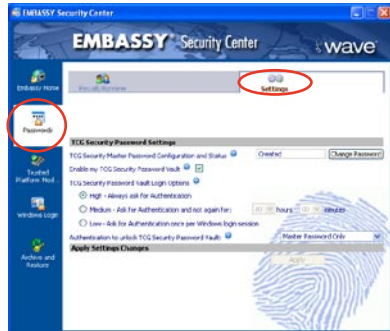 EMBASSY Security Center
EMBASSY Security Center
wave
Embassy Home
Settings
Passwords
TCG Security Password Settings
TCG Security Master Password Configuration and Status
Created
Change Password
Enable my TCG Security Password Vault
TCG Security Password Vault Login Options
High - Always ask for Authentication
Medium - Ask for Authentication and not again for:
hours
minutes
Low - Ask for Authentication once per Windows login session
Trusted
Platform Mod...
Windows Login
Authentication to unlock TCG Security Password Vault:
Master Password Only
Apply Settings Changes
Apply
Archive and
Restore